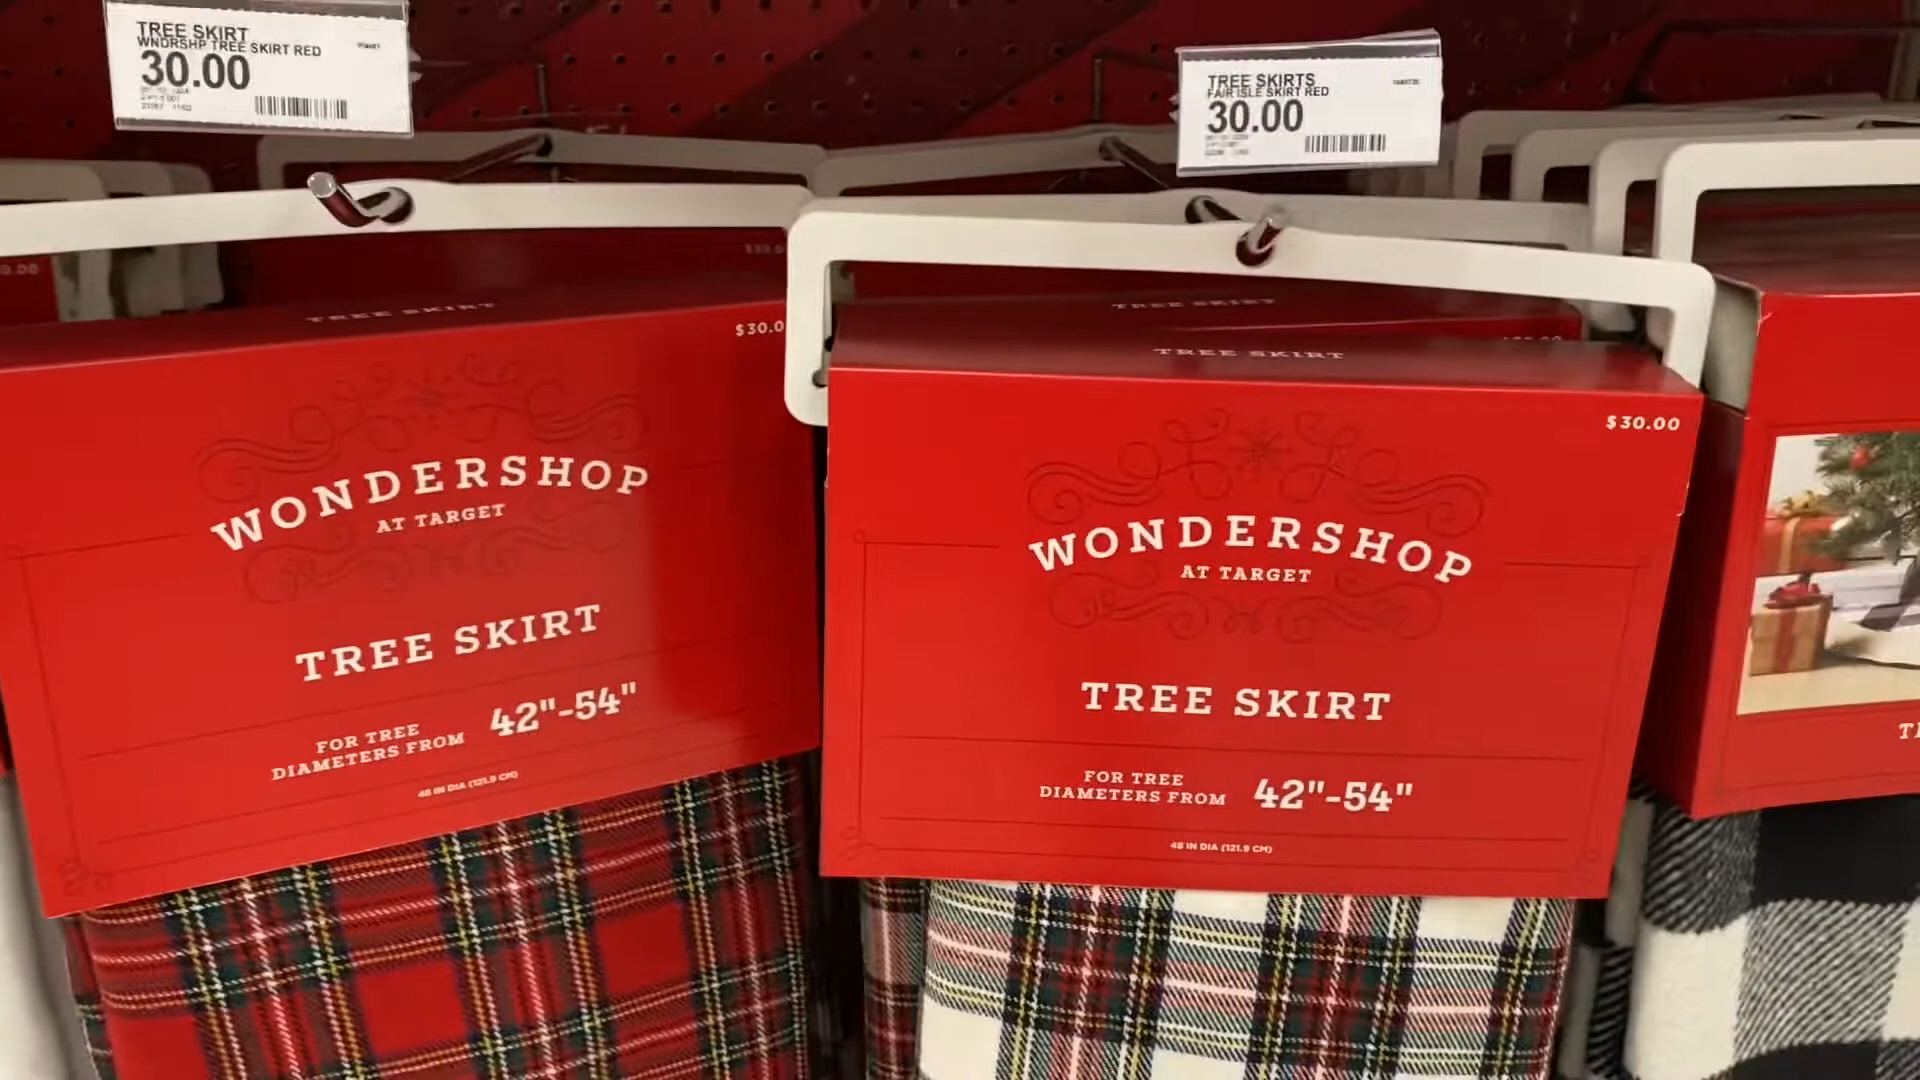 TREE SKIRT
WNDRSHP TREE SKIRT RED
30.00
TREE SKIRTS
FAIR ISLE SKIRT RED
30.00
TREE SKIRT
$30.0
WONDERSHOP
AT TARGET
TREE SKIRT
FOR TREE
DIAMETERS FROM
42"-54"
48 IN DIA (121.9 CM)
TREE SKIRT
TREE SKIRT
$30.00
WONDERSHOP
AT TARGET
TREE SKIRT
FOR TREE
DIAMETERS FROM
42"-54"
48 IN DIA (121.9 CM)